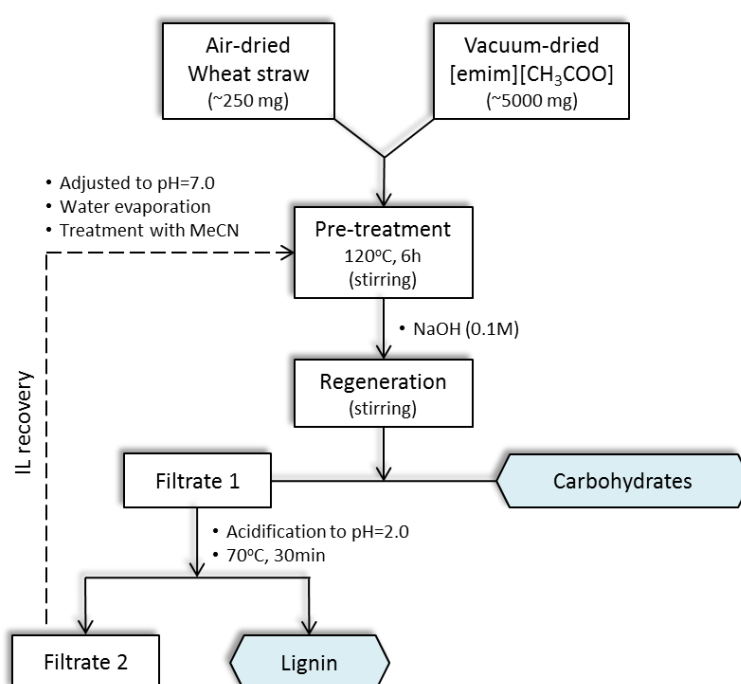 Air-dried
Wheat straw
(~250 mg)
Vacuum-dried
[emim][CH₃COO]
(~5000 mg)
• Adjusted to pH=7.0
• Water evaporation
• Treatment with MeCN
Pre-treatment
120°C, 6h
(stirring)
• NaOH (0.1M)
Regeneration
(stirring)
IL recovery
Filtrate 1
Carbohydrates
• Acidification to pH=2.0
• 70°C, 30min
Filtrate 2
Lignin